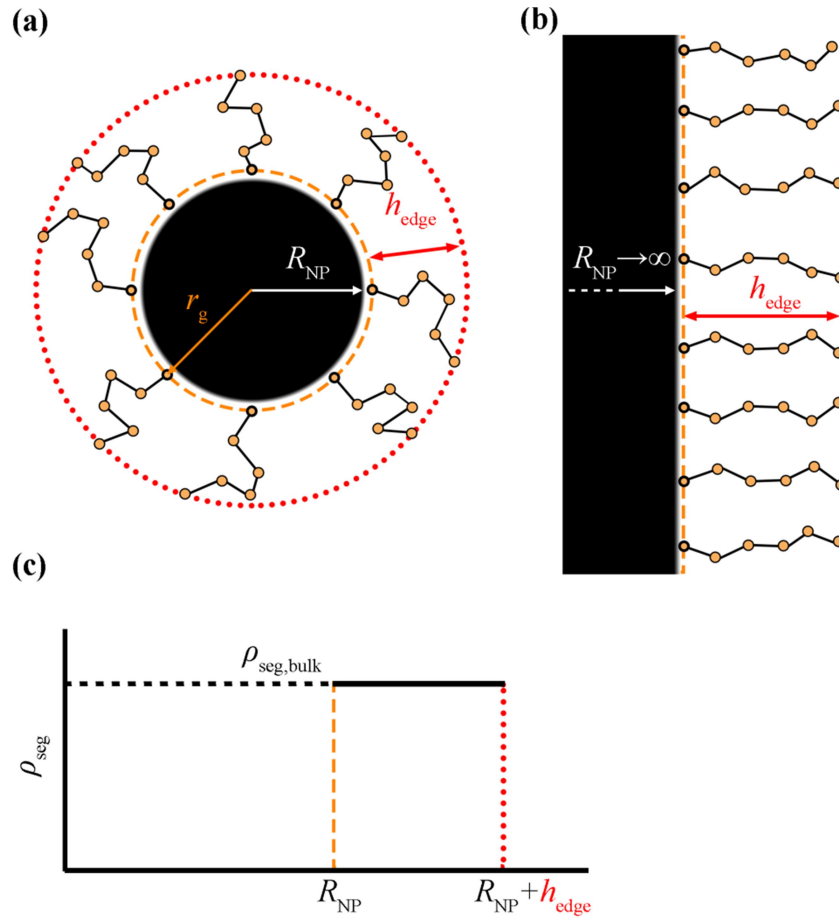 (a)
h_edge
R_NP
r_g
(b)
R_NP→∞
h_edge
(c)
ρ_seg,bulk
ρ_seg
R_NP
R_NP+h_edge